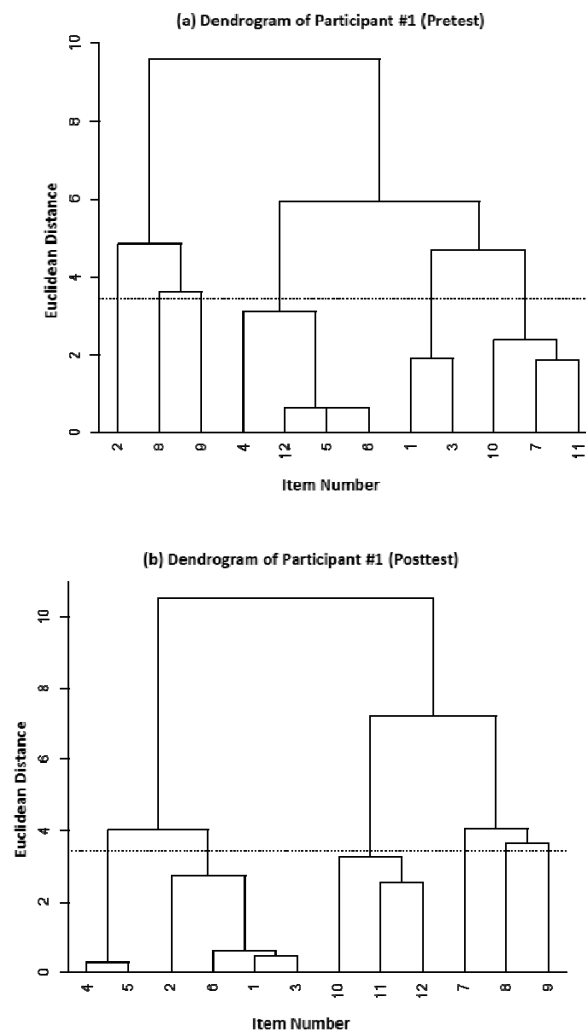 (a) Dendrogram of Participant #1 (Pretest)
Euclidean Distance
0 2 4 6 8 10
2 8 9 4 12 5 6 1 3 10 7 11
Item Number
(b) Dendrogram of Participant #1 (Posttest)
Euclidean Distance
0 2 4 6 8 10
4 5 2 6 1 3 10 11 12 7 8 9
Item Number